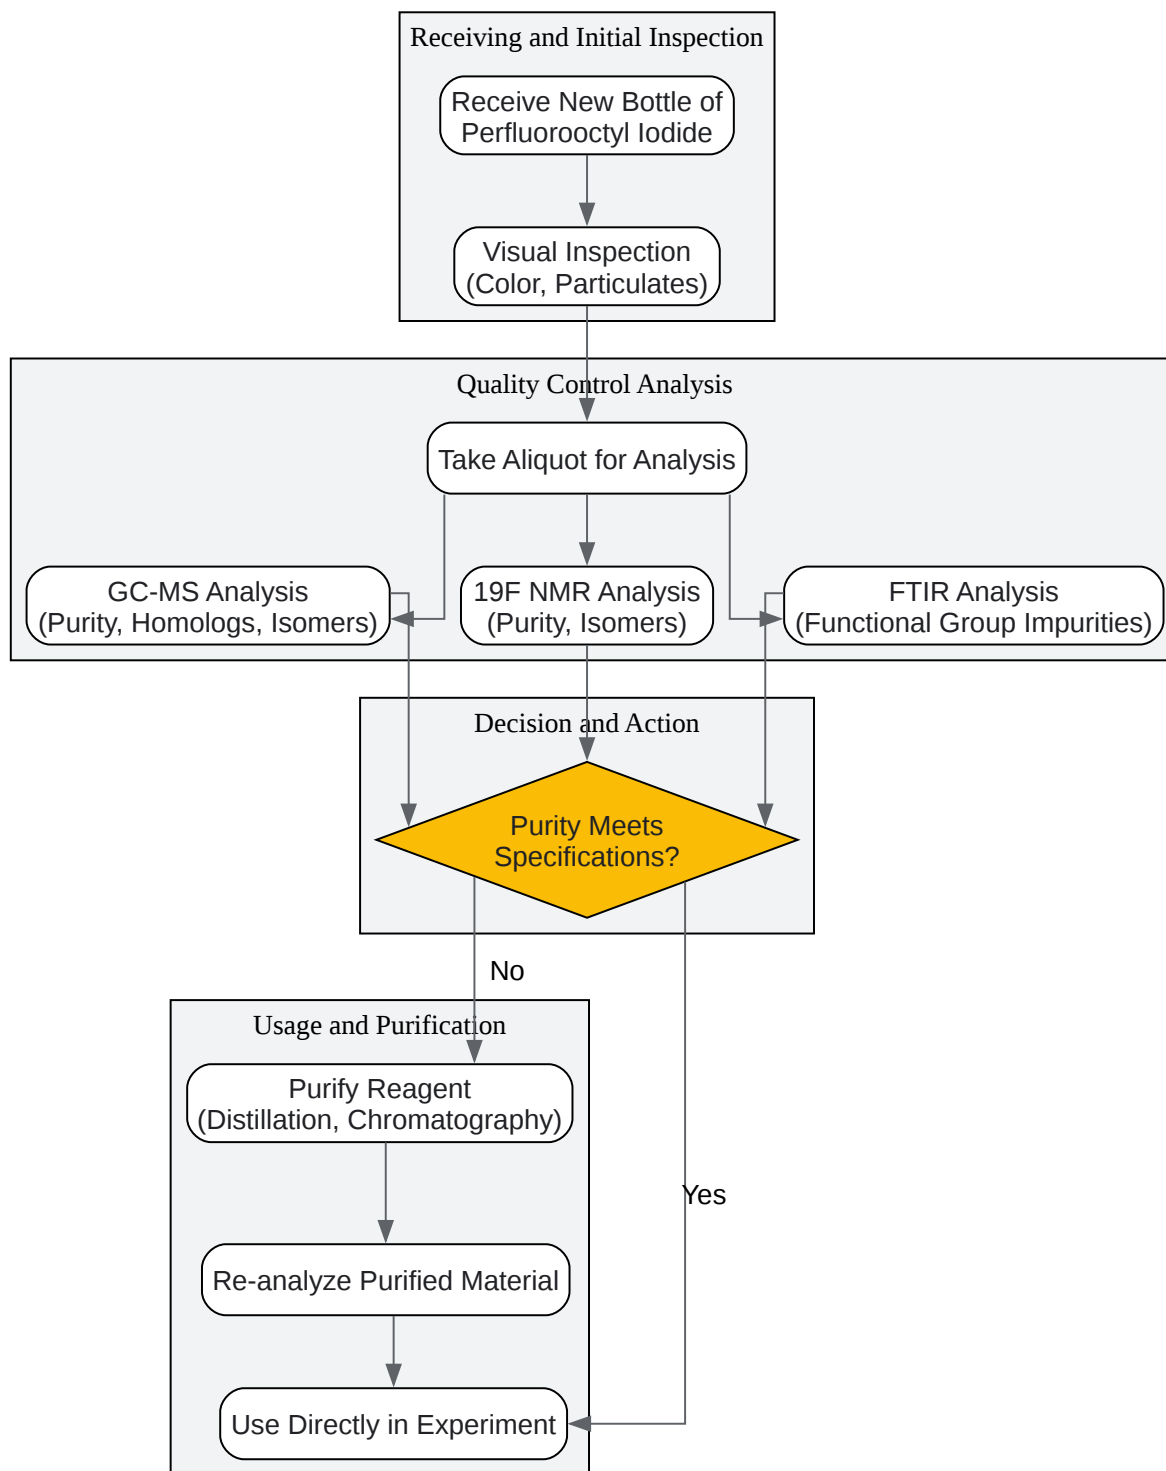 Receiving and Initial Inspection
Receive New Bottle of
Perfluorooctyl Iodide
Visual Inspection
(Color, Particulates)
Quality Control Analysis
Take Aliquot for Analysis
GC-MS Analysis
(Purity, Homologs, Isomers)
19F NMR Analysis
(Purity, Isomers)
FTIR Analysis
(Functional Group Impurities)
Decision and Action
Purity Meets
Specifications?
No
Usage and Purification
Purify Reagent
(Distillation, Chromatography)
Yes
Re-analyze Purified Material
Use Directly in Experiment